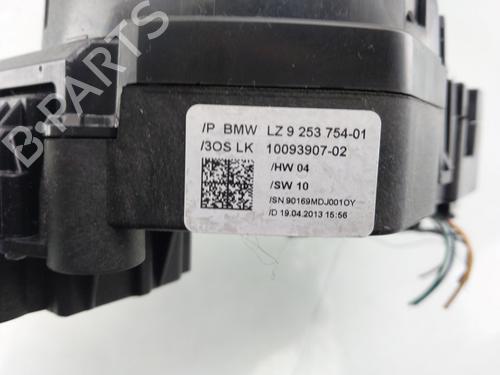 /P BMW LZ 9 253 754-01
/3OS LK 10093907-02
/HW 04
/SW 10
/SN 90169MDJ001OY
/D 19.04.2013 15:56
B-PARTS